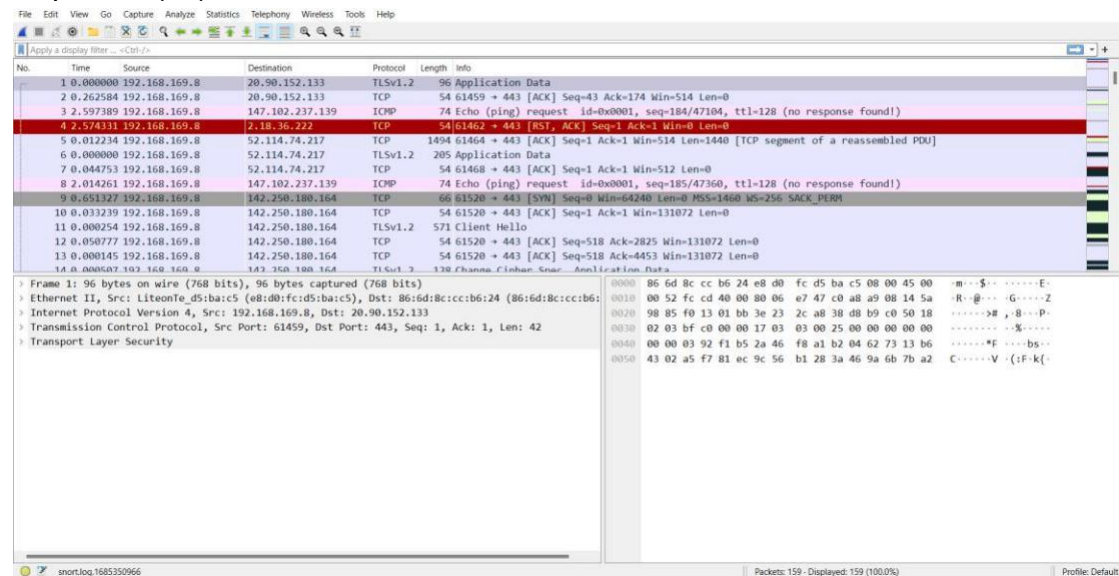 File Edit View Go Capture Analyze Statistics Telephony Wireless Tools Help
Apply a display filter ... <Ctrl-/>
No. Time Source Destination Protocol Length Info
1 0.000000 192.168.169.8 20.90.152.133 TLSv1.2 96 Application Data
2 0.262584 192.168.169.8 20.90.152.133 TCP 54 61459 → 443 [ACK] Seq=43 Ack=174 Win=514 Len=0
3 2.597389 192.168.169.8 147.102.237.139 ICMP 74 Echo (ping) request id=0x0001, seq=184/47104, ttl=128 (no response found!)
4 2.574331 192.168.169.8 2.18.36.222 TCP 54 61462 → 443 [RST, ACK] Seq=1 Ack=1 Win=0 Len=0
5 0.012234 192.168.169.8 52.114.74.217 TCP 1494 61464 → 443 [ACK] Seq=1 Ack=1 Win=514 Len=1440 [TCP segment of a reassembled PDU]
6 0.000000 192.168.169.8 52.114.74.217 TLSv1.2 205 Application Data
7 0.044753 192.168.169.8 52.114.74.217 TCP 54 61468 → 443 [ACK] Seq=1 Ack=1 Win=512 Len=0
8 2.014261 192.168.169.8 147.102.237.139 ICMP 74 Echo (ping) request id=0x0001, seq=185/47360, ttl=128 (no response found!)
9 0.651327 192.168.169.8 142.250.180.164 TCP 66 61520 → 443 [SYN] Seq=0 Win=64240 Len=0 MSS=1460 WS=256 SACK_PERM
10 0.033239 192.168.169.8 142.250.180.164 TCP 54 61520 → 443 [ACK] Seq=1 Ack=1 Win=131072 Len=0
11 0.000254 192.168.169.8 142.250.180.164 TLSv1.2 571 Client Hello
12 0.050777 192.168.169.8 142.250.180.164 TCP 54 61520 → 443 [ACK] Seq=518 Ack=2825 Win=131072 Len=0
13 0.000145 192.168.169.8 142.250.180.164 TCP 54 61520 → 443 [ACK] Seq=518 Ack=4453 Win=131072 Len=0
14 0.000507 192.168.169.8 142.250.180.164 TLSv1.2 128 Change Cipher Spec, Application Data
Frame 1: 96 bytes on wire (768 bits), 96 bytes captured (768 bits)
Ethernet II, Src: LiteonTe_d5:ba:c5 (e8:d0:fc:d5:ba:c5), Dst: 86:6d:8c:cc:b6:24 (86:6d:8c:cc:b6:
Internet Protocol Version 4, Src: 192.168.169.8, Dst: 20.90.152.133
Transmission Control Protocol, Src Port: 61459, Dst Port: 443, Seq: 1, Ack: 1, Len: 42
Transport Layer Security
0000 86 6d 8c cc b6 24 e8 d0 fc d5 ba c5 08 00 45 00 ·m···$·· ······E·
0010 00 52 fc cd 40 00 80 06 e7 47 c0 a8 a9 08 14 5a ·R··@··· ·G·····Z
0020 98 85 f0 13 01 bb 3e 23 2c a8 38 d8 b9 c0 50 18 ······># ,·8···P·
0030 02 03 bf c0 00 00 17 03 03 00 25 00 00 00 00 00 ········ ··%·····
0040 00 00 03 92 f1 b5 2a 46 f8 a1 b2 04 62 73 13 b6 ······*F ····bs··
0050 43 02 a5 f7 81 ec 9c 56 b1 28 3a 46 9a 6b 7b a2 C······V ·(:F·k{·
snort.log.1685350966 Packets: 159 · Displayed: 159 (100.0%) Profile: Default